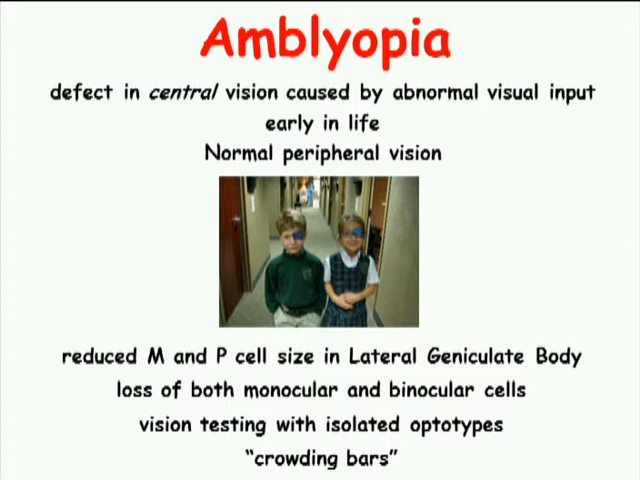 Amblyopia
defect in central vision caused by abnormal visual input
early in life
Normal peripheral vision
reduced M and P cell size in Lateral Geniculate Body
loss of both monocular and binocular cells
vision testing with isolated optotypes
“crowding bars”